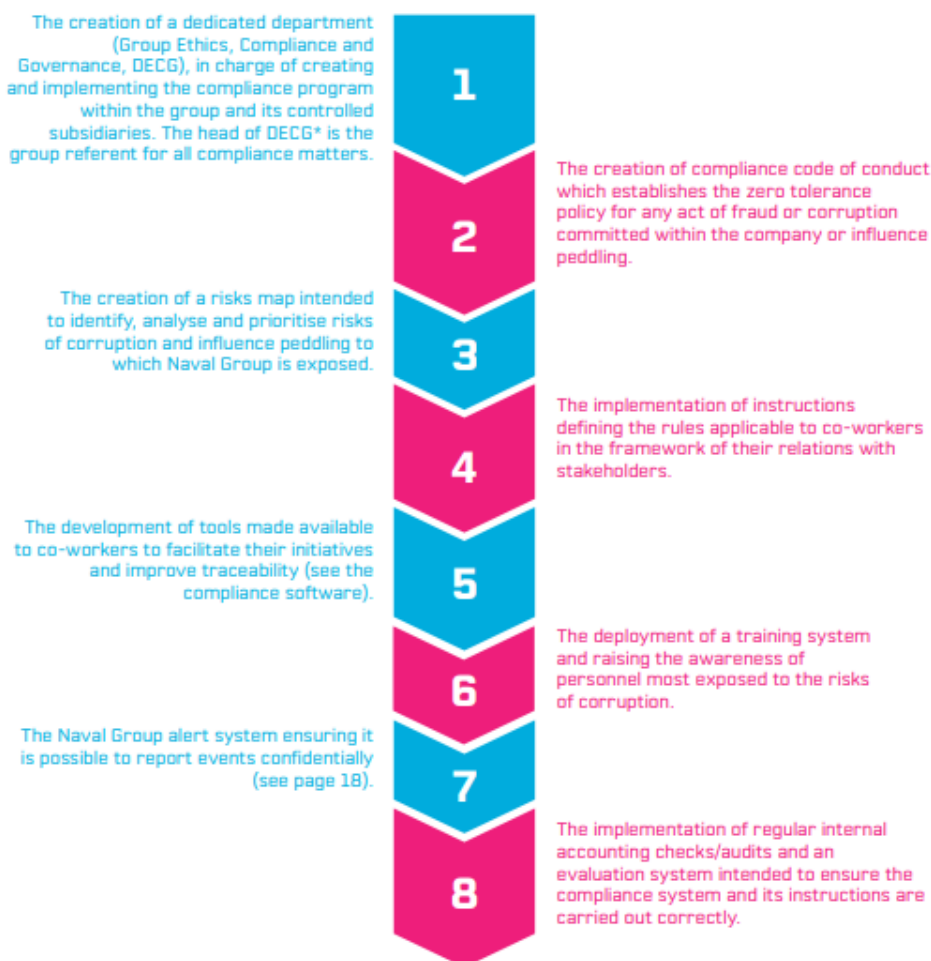 The creation of a dedicated department
(Group Ethics, Compliance and
Governance, DECG), in charge of creating
and implementing the compliance program
within the group and its controlled
subsidiaries. The head of DECG* is the
group referent for all compliance matters.
1
The creation of compliance code of conduct
which establishes the zero tolerance
policy for any act of fraud or corruption
committed within the company or influence
peddling.
2
The creation of a risks map intended
to identify, analyse and prioritise risks
of corruption and influence peddling to
which Naval Group is exposed.
3
The implementation of instructions
defining the rules applicable to co-workers
in the framework of their relations with
stakeholders.
4
The development of tools made available
to co-workers to facilitate their initiatives
and improve traceability (see the
compliance software).
5
The deployment of a training system
and raising the awareness of
personnel most exposed to the risks
of corruption.
6
The Naval Group alert system ensuring it
is possible to report events confidentially
(see page 18).
7
The implementation of regular internal
accounting checks/audits and an
evaluation system intended to ensure the
compliance system and its instructions are
carried out correctly.
8